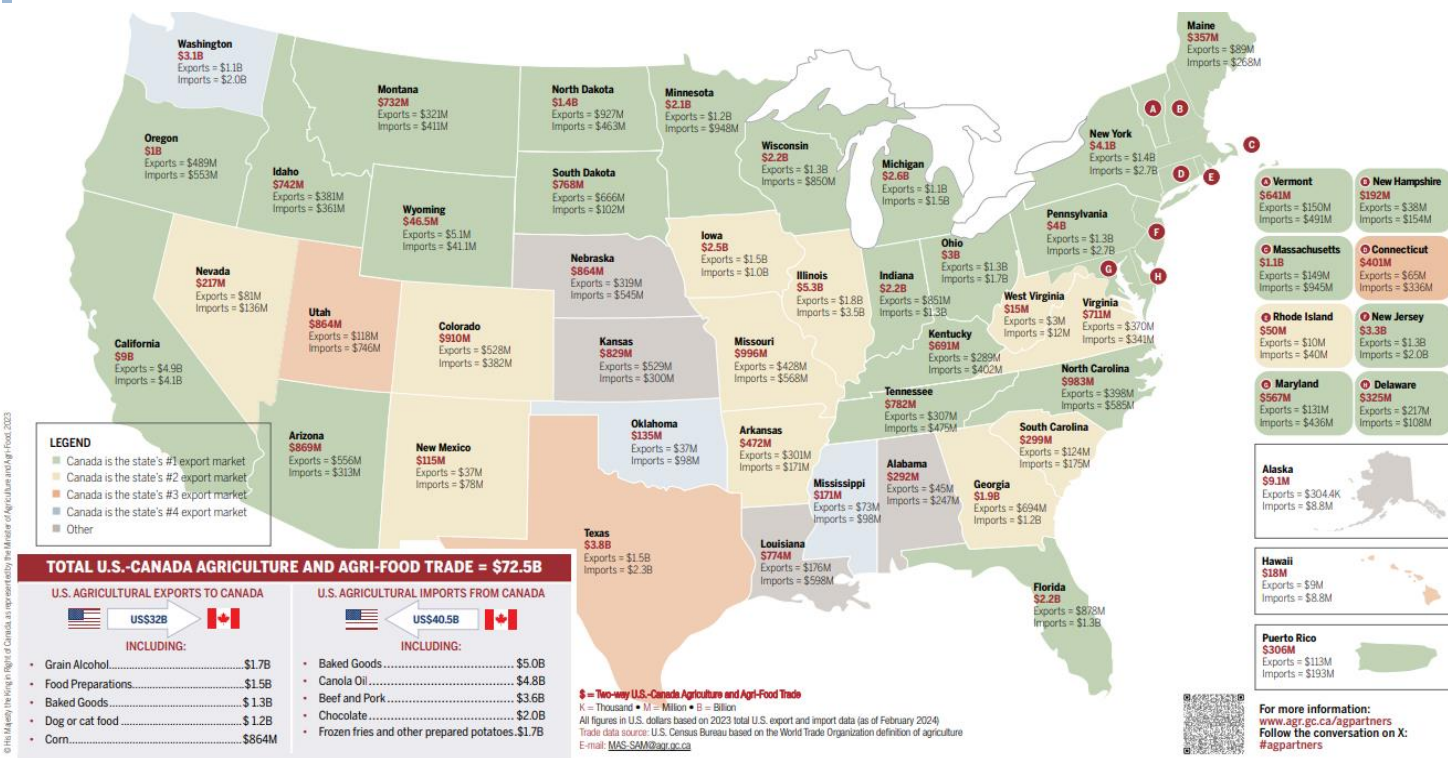 Washington
$3.1B
Exports = $1.1B
Imports = $2.0B
Montana
$732M
Exports = $321M
Imports = $411M
North Dakota
$1.4B
Exports = $927M
Imports = $463M
Minnesota
$2.1B
Exports = $1.2B
Imports = $948M
Maine
$357M
Exports = $89M
Imports = $268M
Oregon
$1B
Exports = $489M
Imports = $553M
Idaho
$742M
Exports = $381M
Imports = $361M
Wyoming
$46.5M
Exports = $5.1M
Imports = $41.1M
South Dakota
$768M
Exports = $666M
Imports = $102M
Wisconsin
$2.2B
Exports = $1.3B
Imports = $850M
Michigan
$2.6B
Exports = $1.1B
Imports = $1.5B
New York
$4.1B
Exports = $1.4B
Imports = $2.7B
A
B
C
D
E
F
G
H
Pennsylvania
$4B
Exports = $1.3B
Imports = $2.7B
Nevada
$217M
Exports = $81M
Imports = $136M
Utah
$864M
Exports = $118M
Imports = $746M
Colorado
$910M
Exports = $528M
Imports = $382M
Nebraska
$864M
Exports = $319M
Imports = $545M
Iowa
$2.5B
Exports = $1.5B
Imports = $1.0B
Illinois
$5.3B
Exports = $1.8B
Imports = $3.5B
Indiana
$2.2B
Exports = $851M
Imports = $1.3B
Ohio
$3B
Exports = $1.3B
Imports = $1.7B
West Virginia
$15M
Exports = $3M
Imports = $12M
Virginia
$711M
Exports = $370M
Imports = $341M
California
$9B
Exports = $4.9B
Imports = $4.1B
Kansas
$829M
Exports = $529M
Imports = $300M
Missouri
$996M
Exports = $428M
Imports = $568M
Kentucky
$691M
Exports = $289M
Imports = $402M
North Carolina
$983M
Exports = $398M
Imports = $585M
Tennessee
$782M
Exports = $307M
Imports = $475M
Arizona
$869M
Exports = $556M
Imports = $313M
New Mexico
$115M
Exports = $37M
Imports = $78M
Oklahoma
$135M
Exports = $37M
Imports = $98M
Arkansas
$472M
Exports = $301M
Imports = $171M
South Carolina
$299M
Exports = $124M
Imports = $175M
Mississippi
$171M
Exports = $73M
Imports = $98M
Alabama
$292M
Exports = $45M
Imports = $247M
Georgia
$1.9B
Exports = $694M
Imports = $1.2B
Texas
$3.8B
Exports = $1.5B
Imports = $2.3B
Louisiana
$774M
Exports = $176M
Imports = $598M
Florida
$2.2B
Exports = $878M
Imports = $1.3B
A Vermont
$641M
Exports = $150M
Imports = $491M
B New Hampshire
$192M
Exports = $38M
Imports = $154M
C Massachusetts
$1.1B
Exports = $149M
Imports = $945M
D Connecticut
$401M
Exports = $65M
Imports = $336M
E Rhode Island
$50M
Exports = $10M
Imports = $40M
F New Jersey
$3.3B
Exports = $1.3B
Imports = $2.0B
G Maryland
$567M
Exports = $131M
Imports = $436M
H Delaware
$325M
Exports = $217M
Imports = $108M
Alaska
$9.1M
Exports = $304.4K
Imports = $8.8M
Hawaii
$18M
Exports = $9M
Imports = $8.8M
Puerto Rico
$306M
Exports = $113M
Imports = $193M
LEGEND
Canada is the state's #1 export market
Canada is the state's #2 export market
Canada is the state's #3 export market
Canada is the state's #4 export market
Other
TOTAL U.S.-CANADA AGRICULTURE AND AGRI-FOOD TRADE = $72.5B
U.S. AGRICULTURAL EXPORTS TO CANADA
US$32B
INCLUDING:
• Grain Alcohol $1.7B
• Food Preparations $1.5B
• Baked Goods $1.3B
• Dog or cat food $1.2B
• Corn $864M
U.S. AGRICULTURAL IMPORTS FROM CANADA
US$40.5B
INCLUDING:
• Baked Goods $5.0B
• Canola Oil $4.8B
• Beef and Pork $3.6B
• Chocolate $2.0B
• Frozen fries and other prepared potatoes. $1.7B
$ = Two-way U.S.-Canada Agriculture and Agri-Food Trade
K = Thousand • M = Million • B = Billion
All figures in U.S. dollars based on 2023 total U.S. export and import data (as of February 2024)
Trade data source: U.S. Census Bureau based on the World Trade Organization definition of agriculture
E-mail: MAS-SAM@agr.gc.ca
For more information:
www.agr.gc.ca/agpartners
Follow the conversation on X:
#agpartners
© His Majesty the King in Right of Canada, as represented by the Minister of Agriculture and Agri-Food, 2023